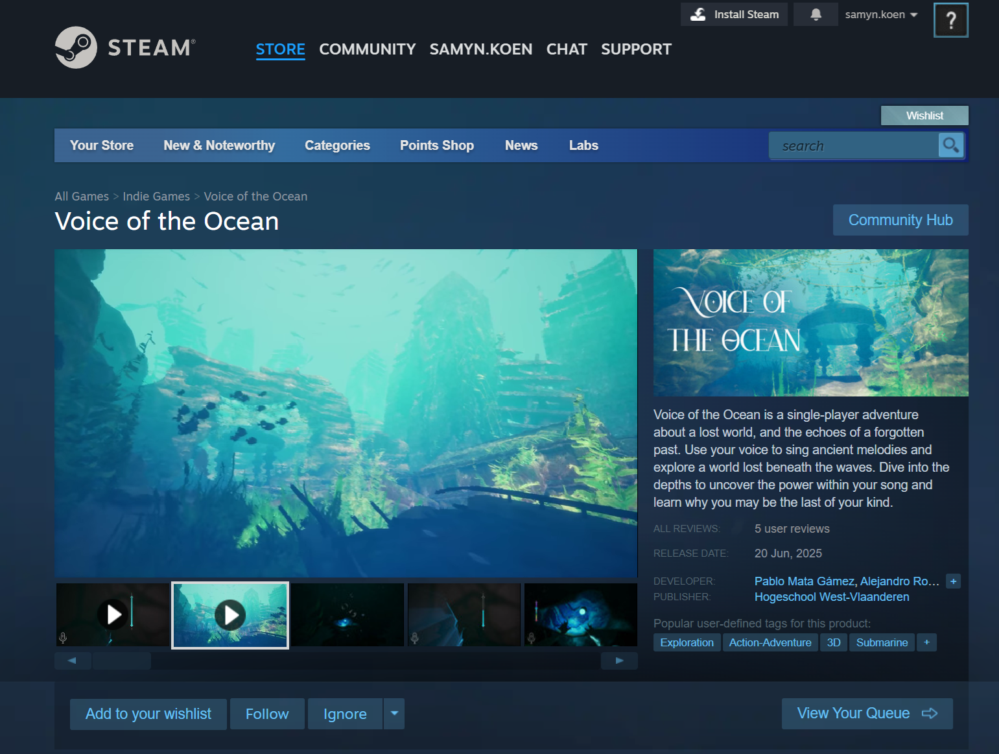 Install Steam
samyn.koen
?
STEAM®
STORE COMMUNITY SAMYN.KOEN CHAT SUPPORT
Wishlist
Your Store New & Noteworthy Categories Points Shop News Labs
search
All Games > Indie Games > Voice of the Ocean
Voice of the Ocean
Community Hub
VOICE OF
THE OCEAN
Voice of the Ocean is a single-player adventure
about a lost world, and the echoes of a forgotten
past. Use your voice to sing ancient melodies and
explore a world lost beneath the waves. Dive into the
depths to uncover the power within your song and
learn why you may be the last of your kind.
ALL REVIEWS: 5 user reviews
RELEASE DATE: 20 Jun, 2025
DEVELOPER: Pablo Mata Gámez, Alejandro Ro... +
PUBLISHER: Hogeschool West-Vlaanderen
Popular user-defined tags for this product:
Exploration Action-Adventure 3D Submarine +
Add to your wishlist Follow Ignore View Your Queue